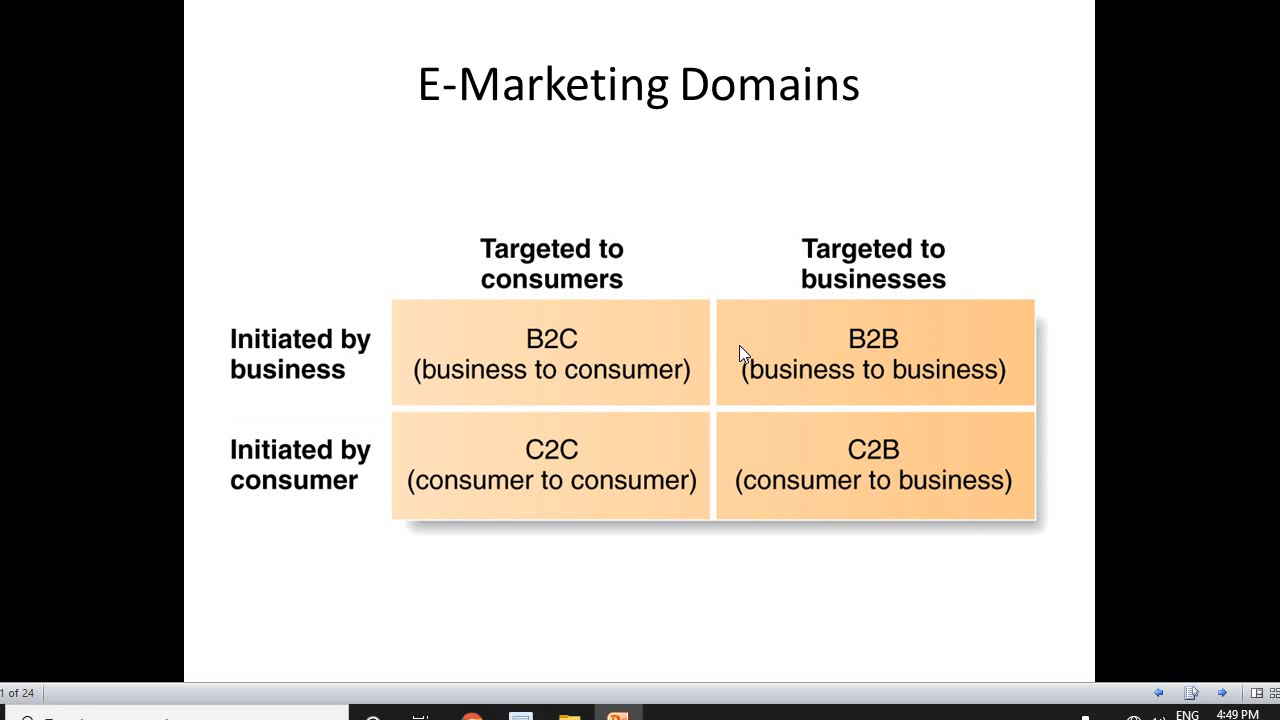 E-Marketing Domains
Targeted to
consumers
Targeted to
businesses
Initiated by
business
B2C
(business to consumer)
B2B
(business to business)
Initiated by
consumer
C2C
(consumer to consumer)
C2B
(consumer to business)
1 of 24
ENG
4:49 PM